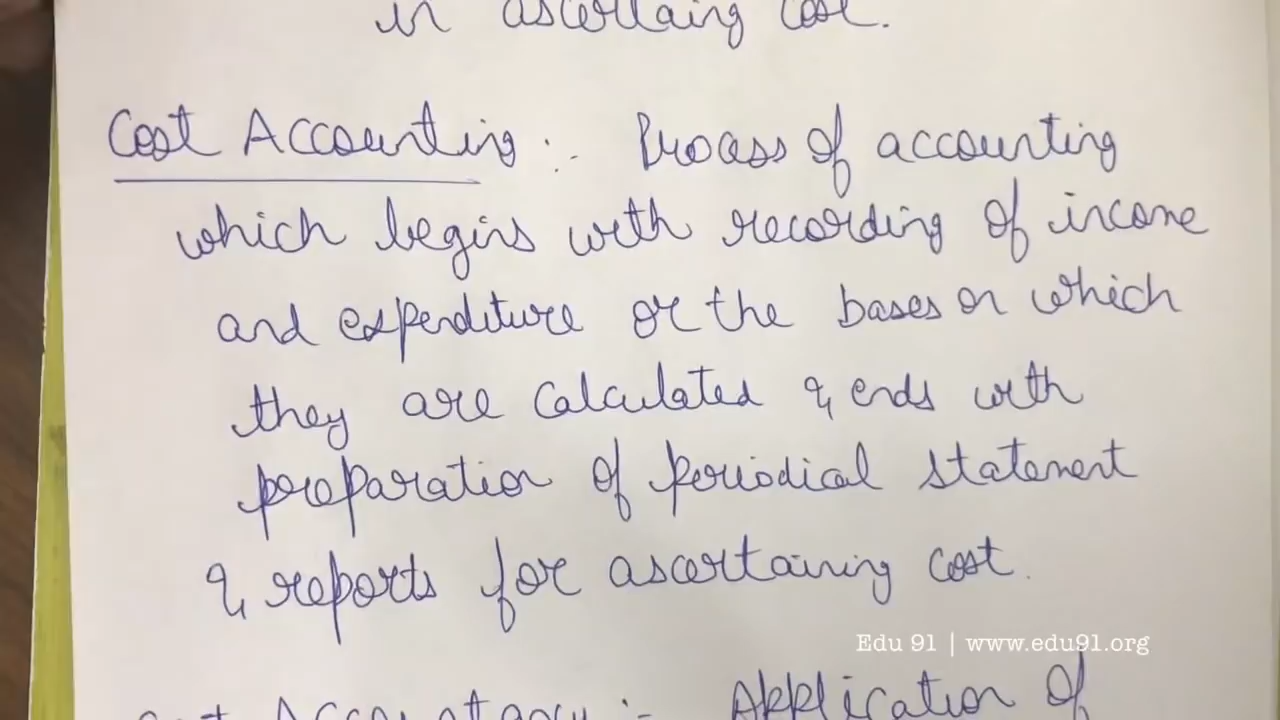 in ascertaing cost.
Cost Accounting :- Process of accounting
which begins with recording of income
and expenditure or the bases on which
they are calculated & ends with
preparation of periodical statement
& reports for ascertaining cost.
Edu 91 | www.edu91.org
Cost Accountancy :- Application of